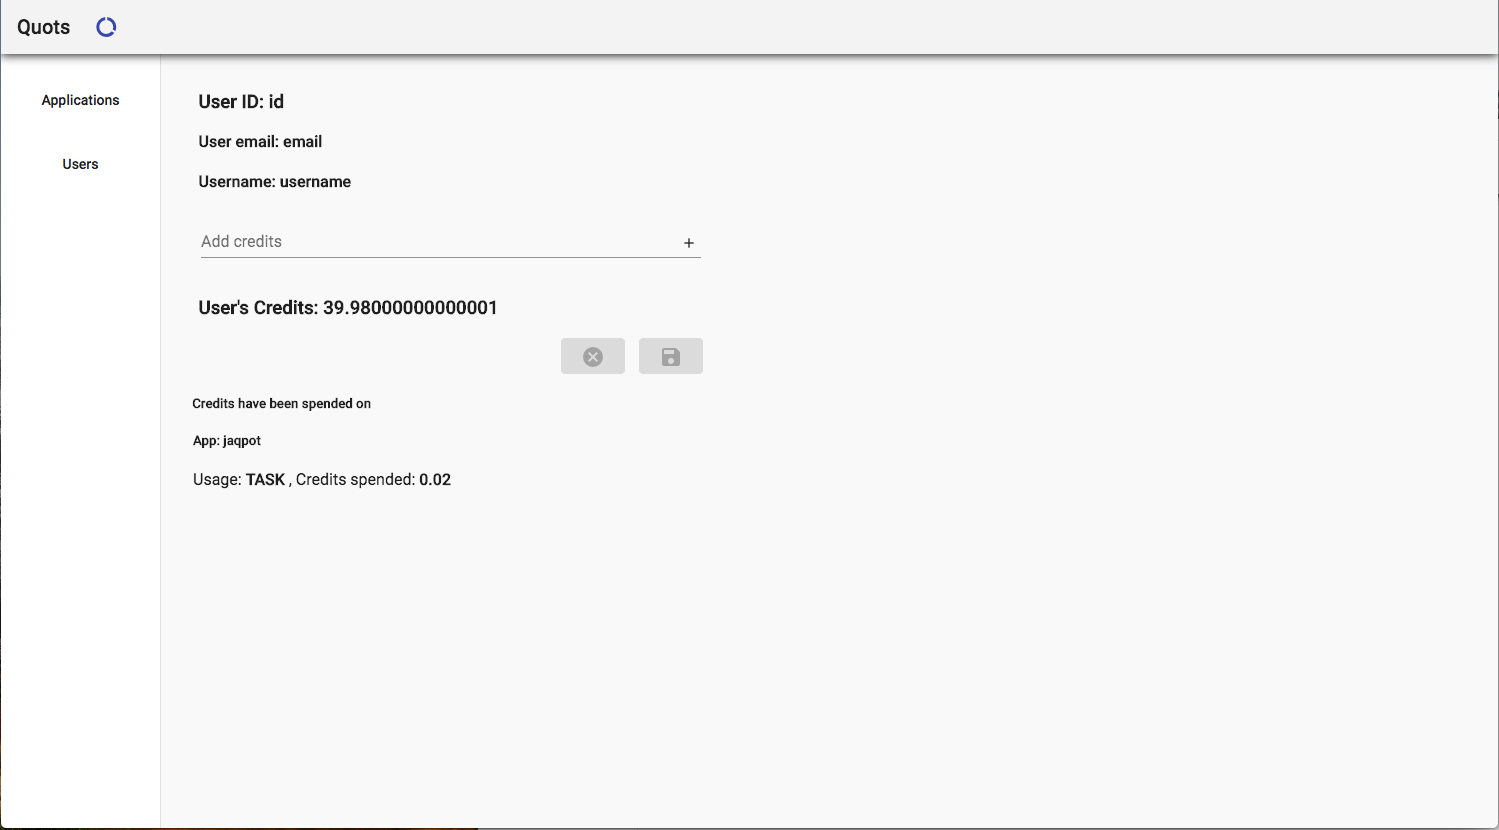 Quots
Applications
Users
User ID: id
User email: email
Username: username
Add credits +
User's Credits: 39.98000000000001
Credits have been spended on
App: jaqpot
Usage: TASK , Credits spended: 0.02